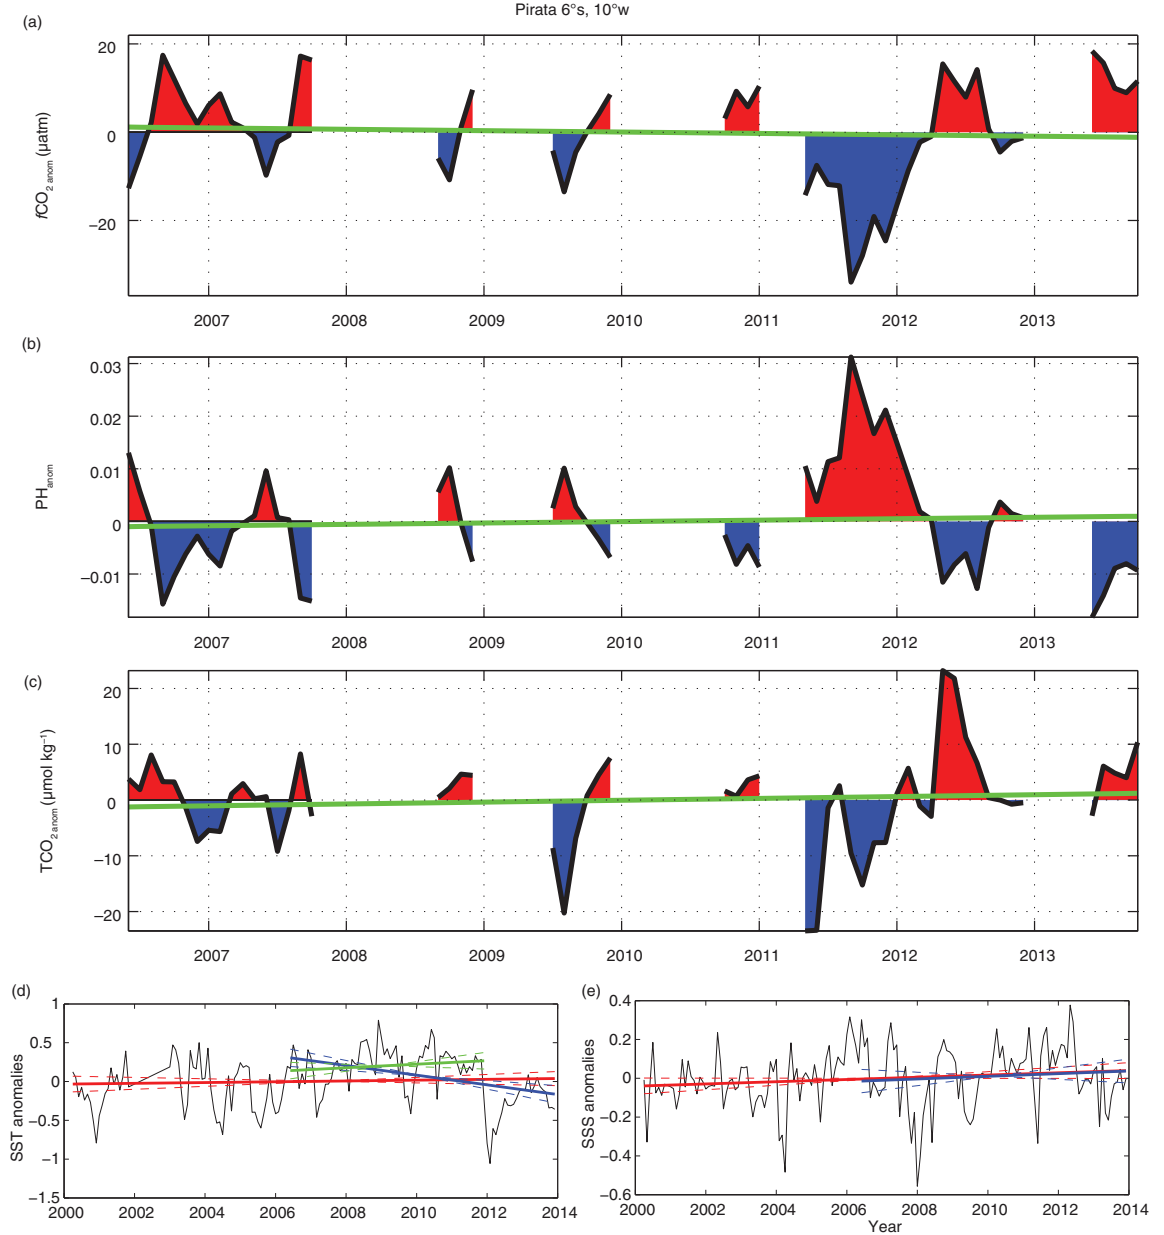 Pirata 6°s, 10°w
(a)
20
0
−20
fCO2 anom (μatm)
2007 2008 2009 2010 2011 2012 2013
(b)
0.03
0.02
0.01
0
−0.01
PHanom
2007 2008 2009 2010 2011 2012 2013
(c)
20
10
0
−10
−20
TCO2 anom (μmol kg−1)
2007 2008 2009 2010 2011 2012 2013
(d)
1
0.5
0
−0.5
−1
−1.5
SST anomalies
2000 2002 2004 2006 2008 2010 2012 2014
(e)
0.4
0.2
0
−0.2
−0.4
−0.6
SSS anomalies
2000 2002 2004 2006 2008 2010 2012 2014
Year